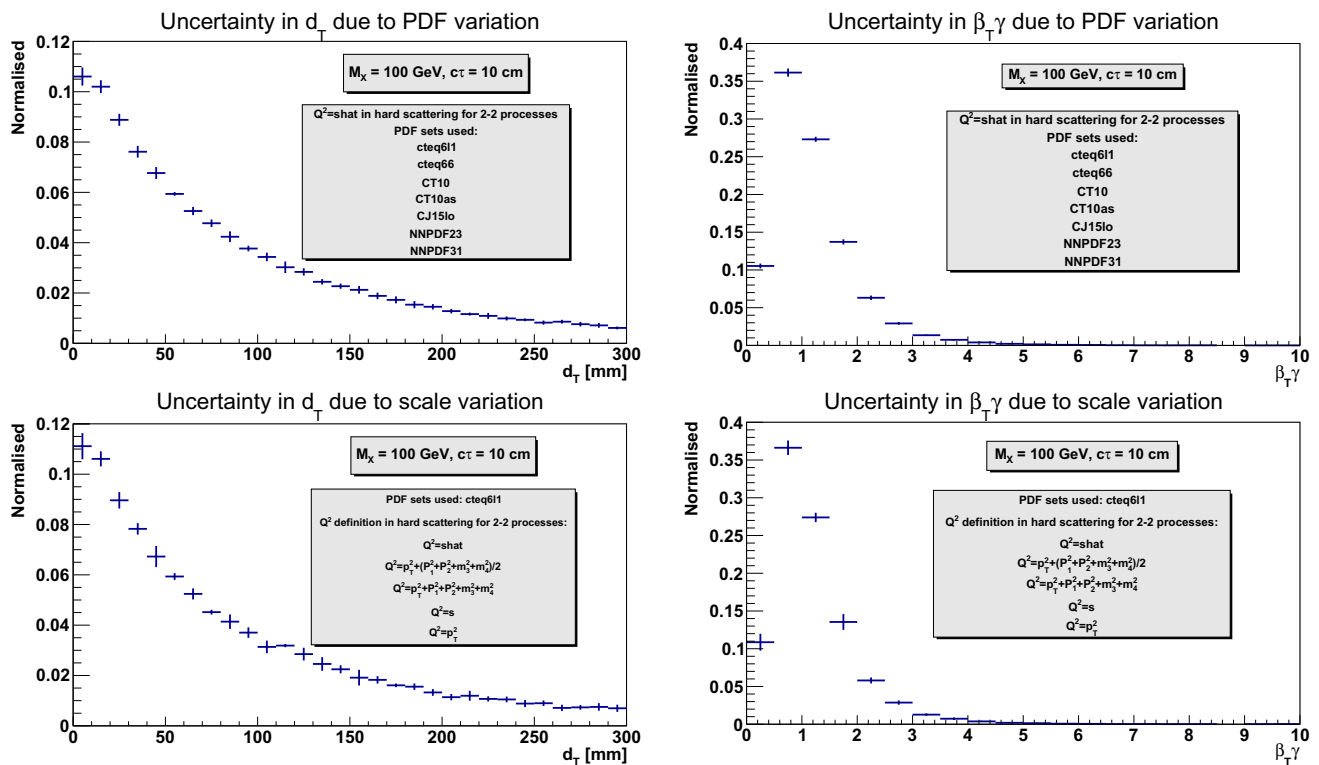 Uncertainty in d_T due to PDF variation
Normalised
0.12
0.1
0.08
0.06
0.04
0.02
0
M_X = 100 GeV, cτ = 10 cm
Q²=shat in hard scattering for 2-2 processes
PDF sets used:
cteq6l1
cteq66
CT10
CT10as
CJ15lo
NNPDF23
NNPDF31
0 50 100 150 200 250 300
d_T [mm]
Uncertainty in β_Tγ due to PDF variation
Normalised
0.4
0.35
0.3
0.25
0.2
0.15
0.1
0.05
0
M_X = 100 GeV, cτ = 10 cm
Q²=shat in hard scattering for 2-2 processes
PDF sets used:
cteq6l1
cteq66
CT10
CT10as
CJ15lo
NNPDF23
NNPDF31
0 1 2 3 4 5 6 7 8 9 10
β_Tγ
Uncertainty in d_T due to scale variation
Normalised
0.12
0.1
0.08
0.06
0.04
0.02
0
M_X = 100 GeV, cτ = 10 cm
PDF sets used: cteq6l1
Q² definition in hard scattering for 2-2 processes:
Q²=shat
Q²=p_T²+(P_1²+P_2²+m_3²+m_4²)/2
Q²=p_T²+P_1²+P_2²+m_3²+m_4²
Q²=s
Q²=p_T²
0 50 100 150 200 250 300
d_T [mm]
Uncertainty in β_Tγ due to scale variation
Normalised
0.4
0.35
0.3
0.25
0.2
0.15
0.1
0.05
0
M_X = 100 GeV, cτ = 10 cm
PDF sets used: cteq6l1
Q² definition in hard scattering for 2-2 processes:
Q²=shat
Q²=p_T²+(P_1²+P_2²+m_3²+m_4²)/2
Q²=p_T²+P_1²+P_2²+m_3²+m_4²
Q²=s
Q²=p_T²
0 1 2 3 4 5 6 7 8 9 10
β_Tγ